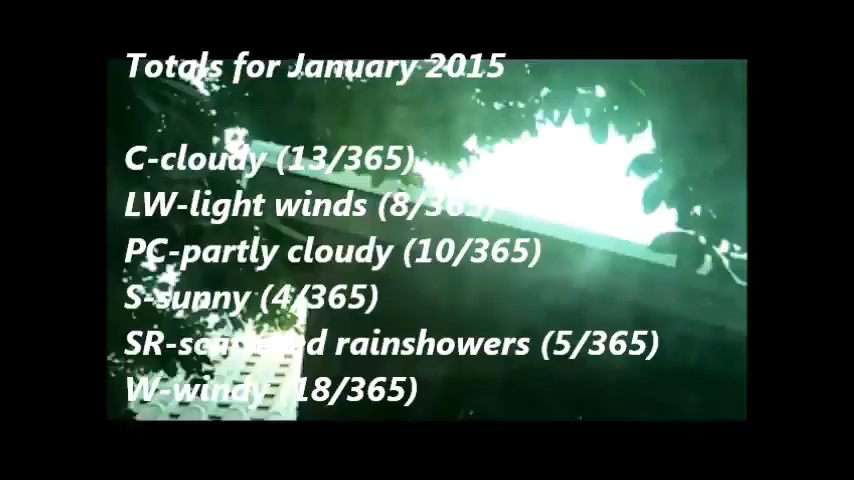 Totals for January 2015
C-cloudy (13/365)
LW-light winds (8/365)
PC-partly cloudy (10/365)
S-sunny (4/365)
SR-scattered rainshowers (5/365)
W-windy (18/365)